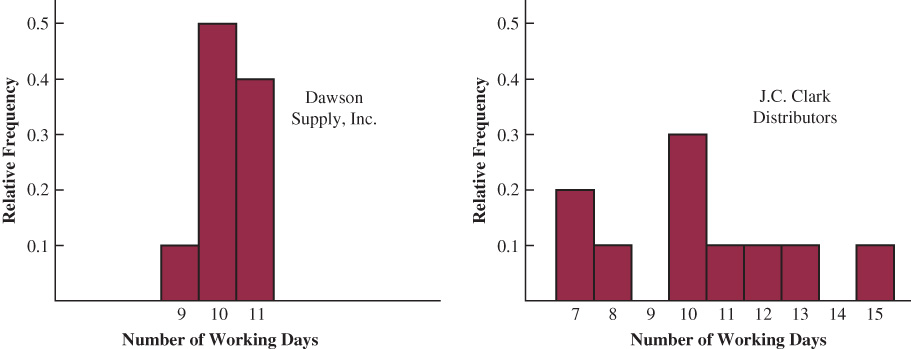 Relative Frequency
0.5
0.4
0.3
0.2
0.1
Dawson
Supply, Inc.
9 10 11
Number of Working Days
Relative Frequency
0.5
0.4
0.3
0.2
0.1
J.C. Clark
Distributors
7 8 9 10 11 12 13 14 15
Number of Working Days